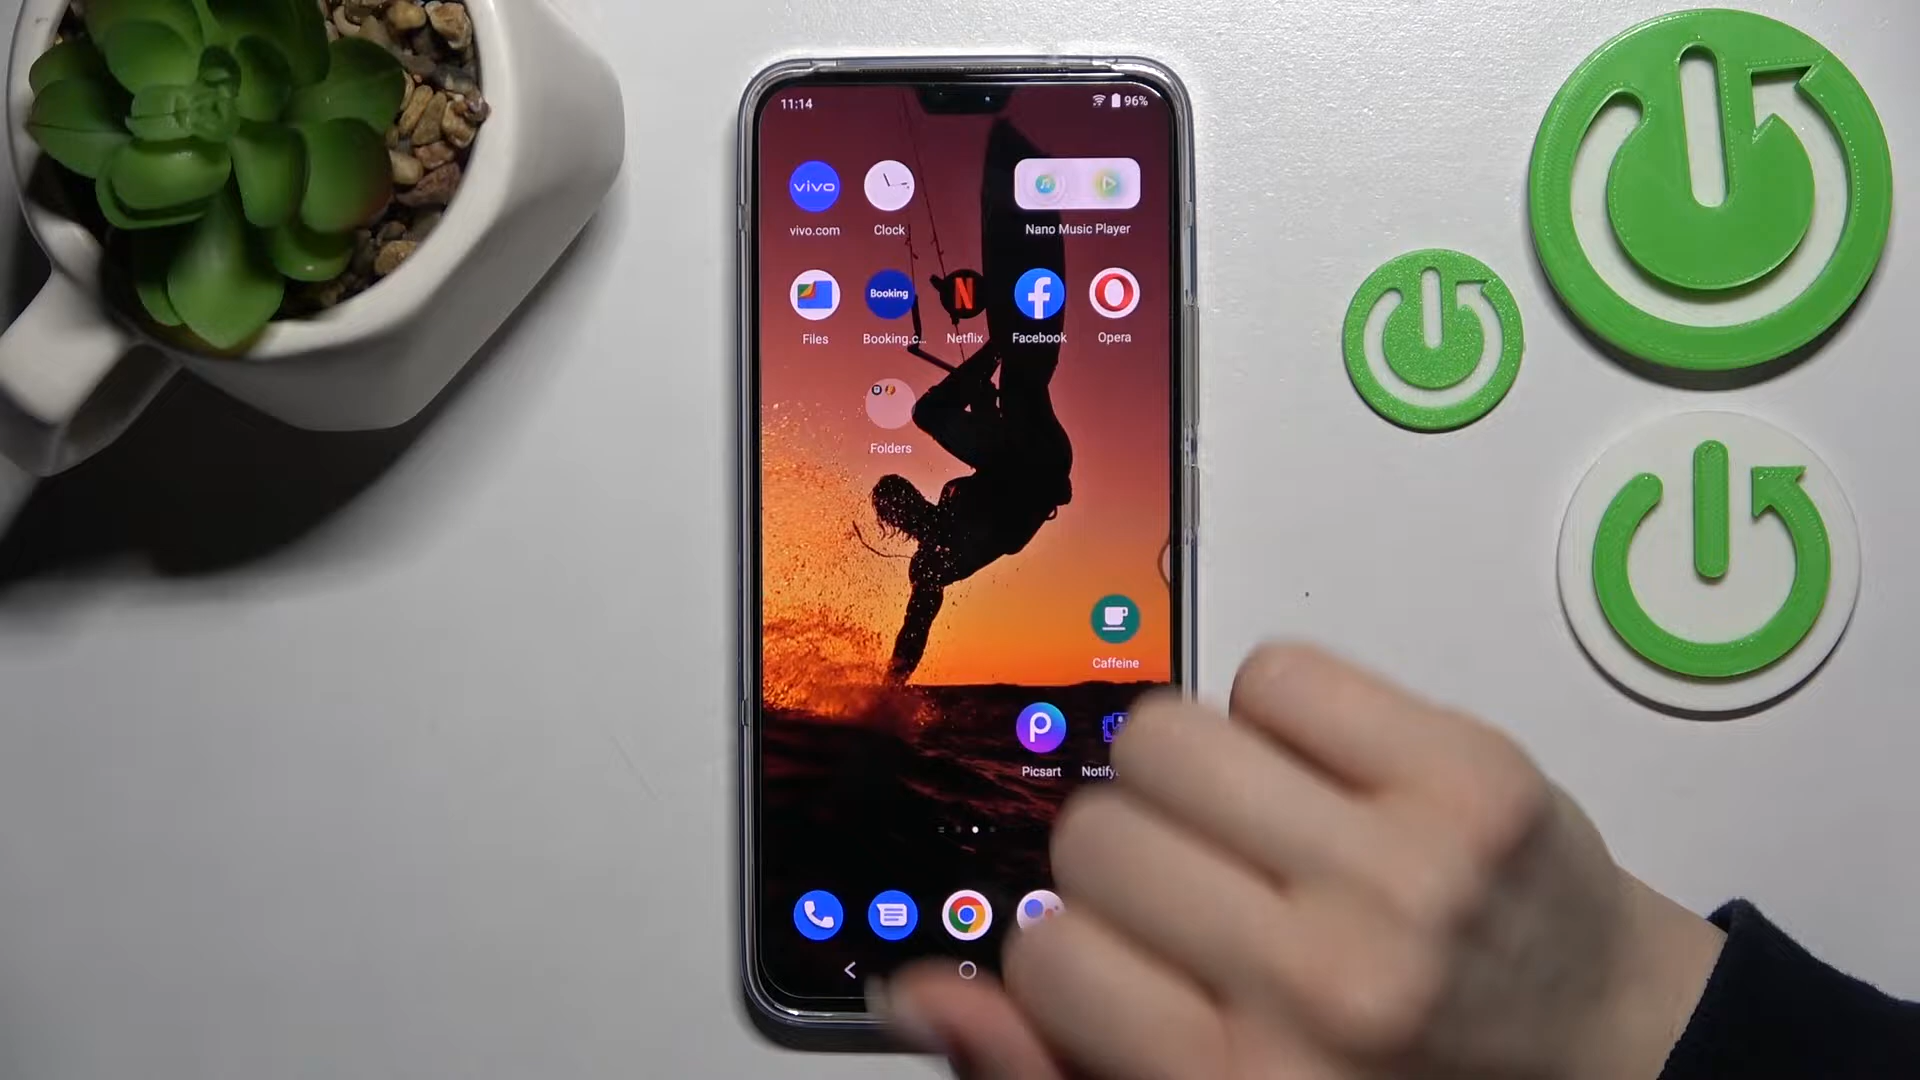 11:14
96%
vivo
vivo.com
Clock
Nano Music Player
Booking
N
Files
Booking.c...
Netflix
Facebook
Opera
Folders
Caffeine
Picsart
Notify